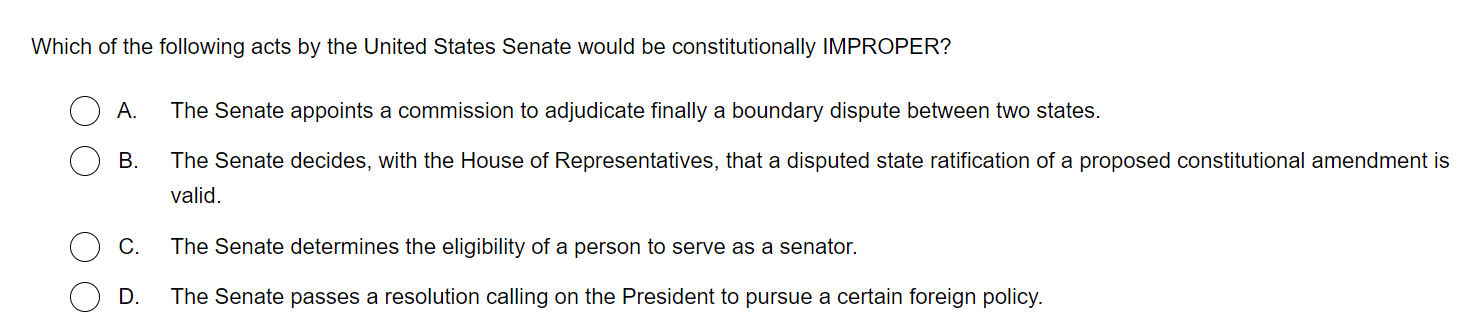 Which of the following acts by the United States Senate would be constitutionally IMPROPER?
A. The Senate appoints a commission to adjudicate finally a boundary dispute between two states.
B. The Senate decides, with the House of Representatives, that a disputed state ratification of a proposed constitutional amendment is
valid.
C. The Senate determines the eligibility of a person to serve as a senator.
D. The Senate passes a resolution calling on the President to pursue a certain foreign policy.